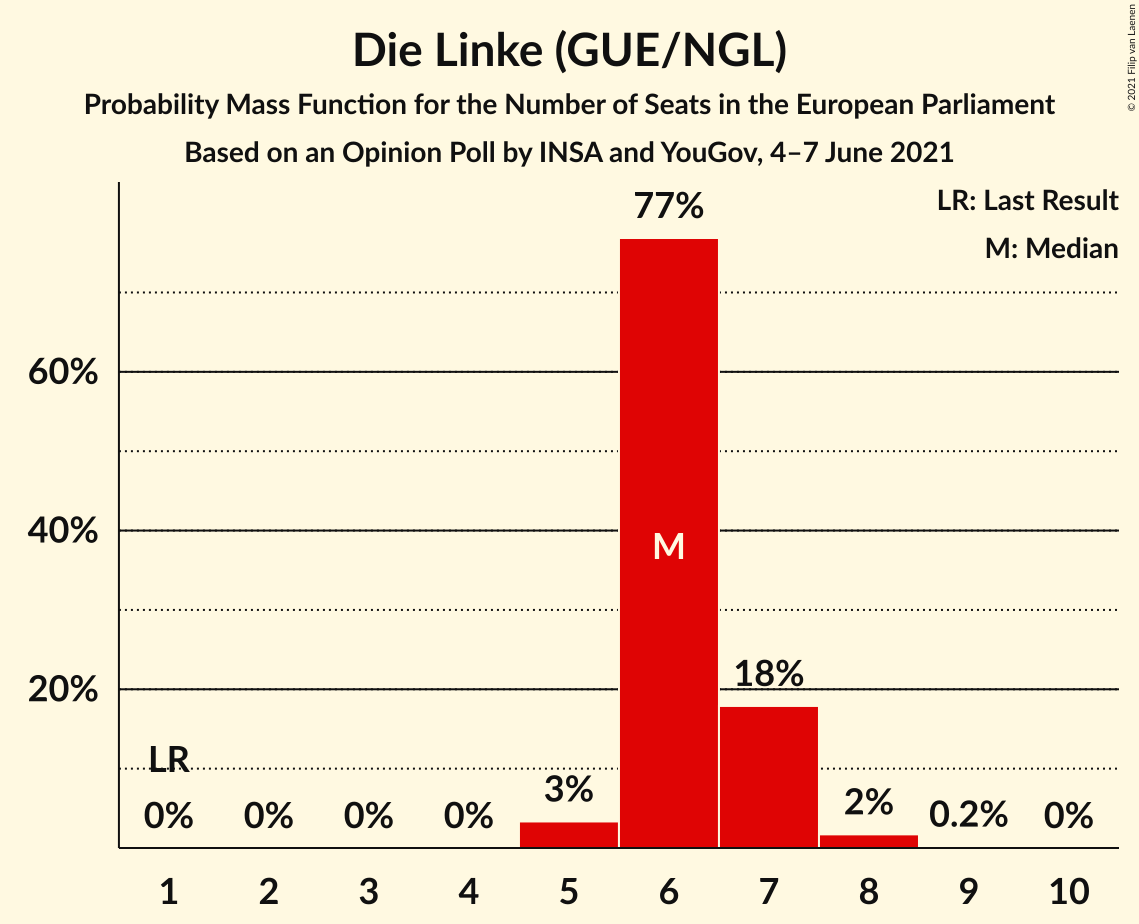 Die Linke (GUE/NGL)
Probability Mass Function for the Number of Seats in the European Parliament
Based on an Opinion Poll by INSA and YouGov, 4–7 June 2021
© 2021 Filip van Laenen
LR: Last Result
M: Median
77%
60%
40%
M
20%
18%
LR
0%
0%
0%
0%
3%
2%
0.2%
0%
1 2 3 4 5 6 7 8 9 10